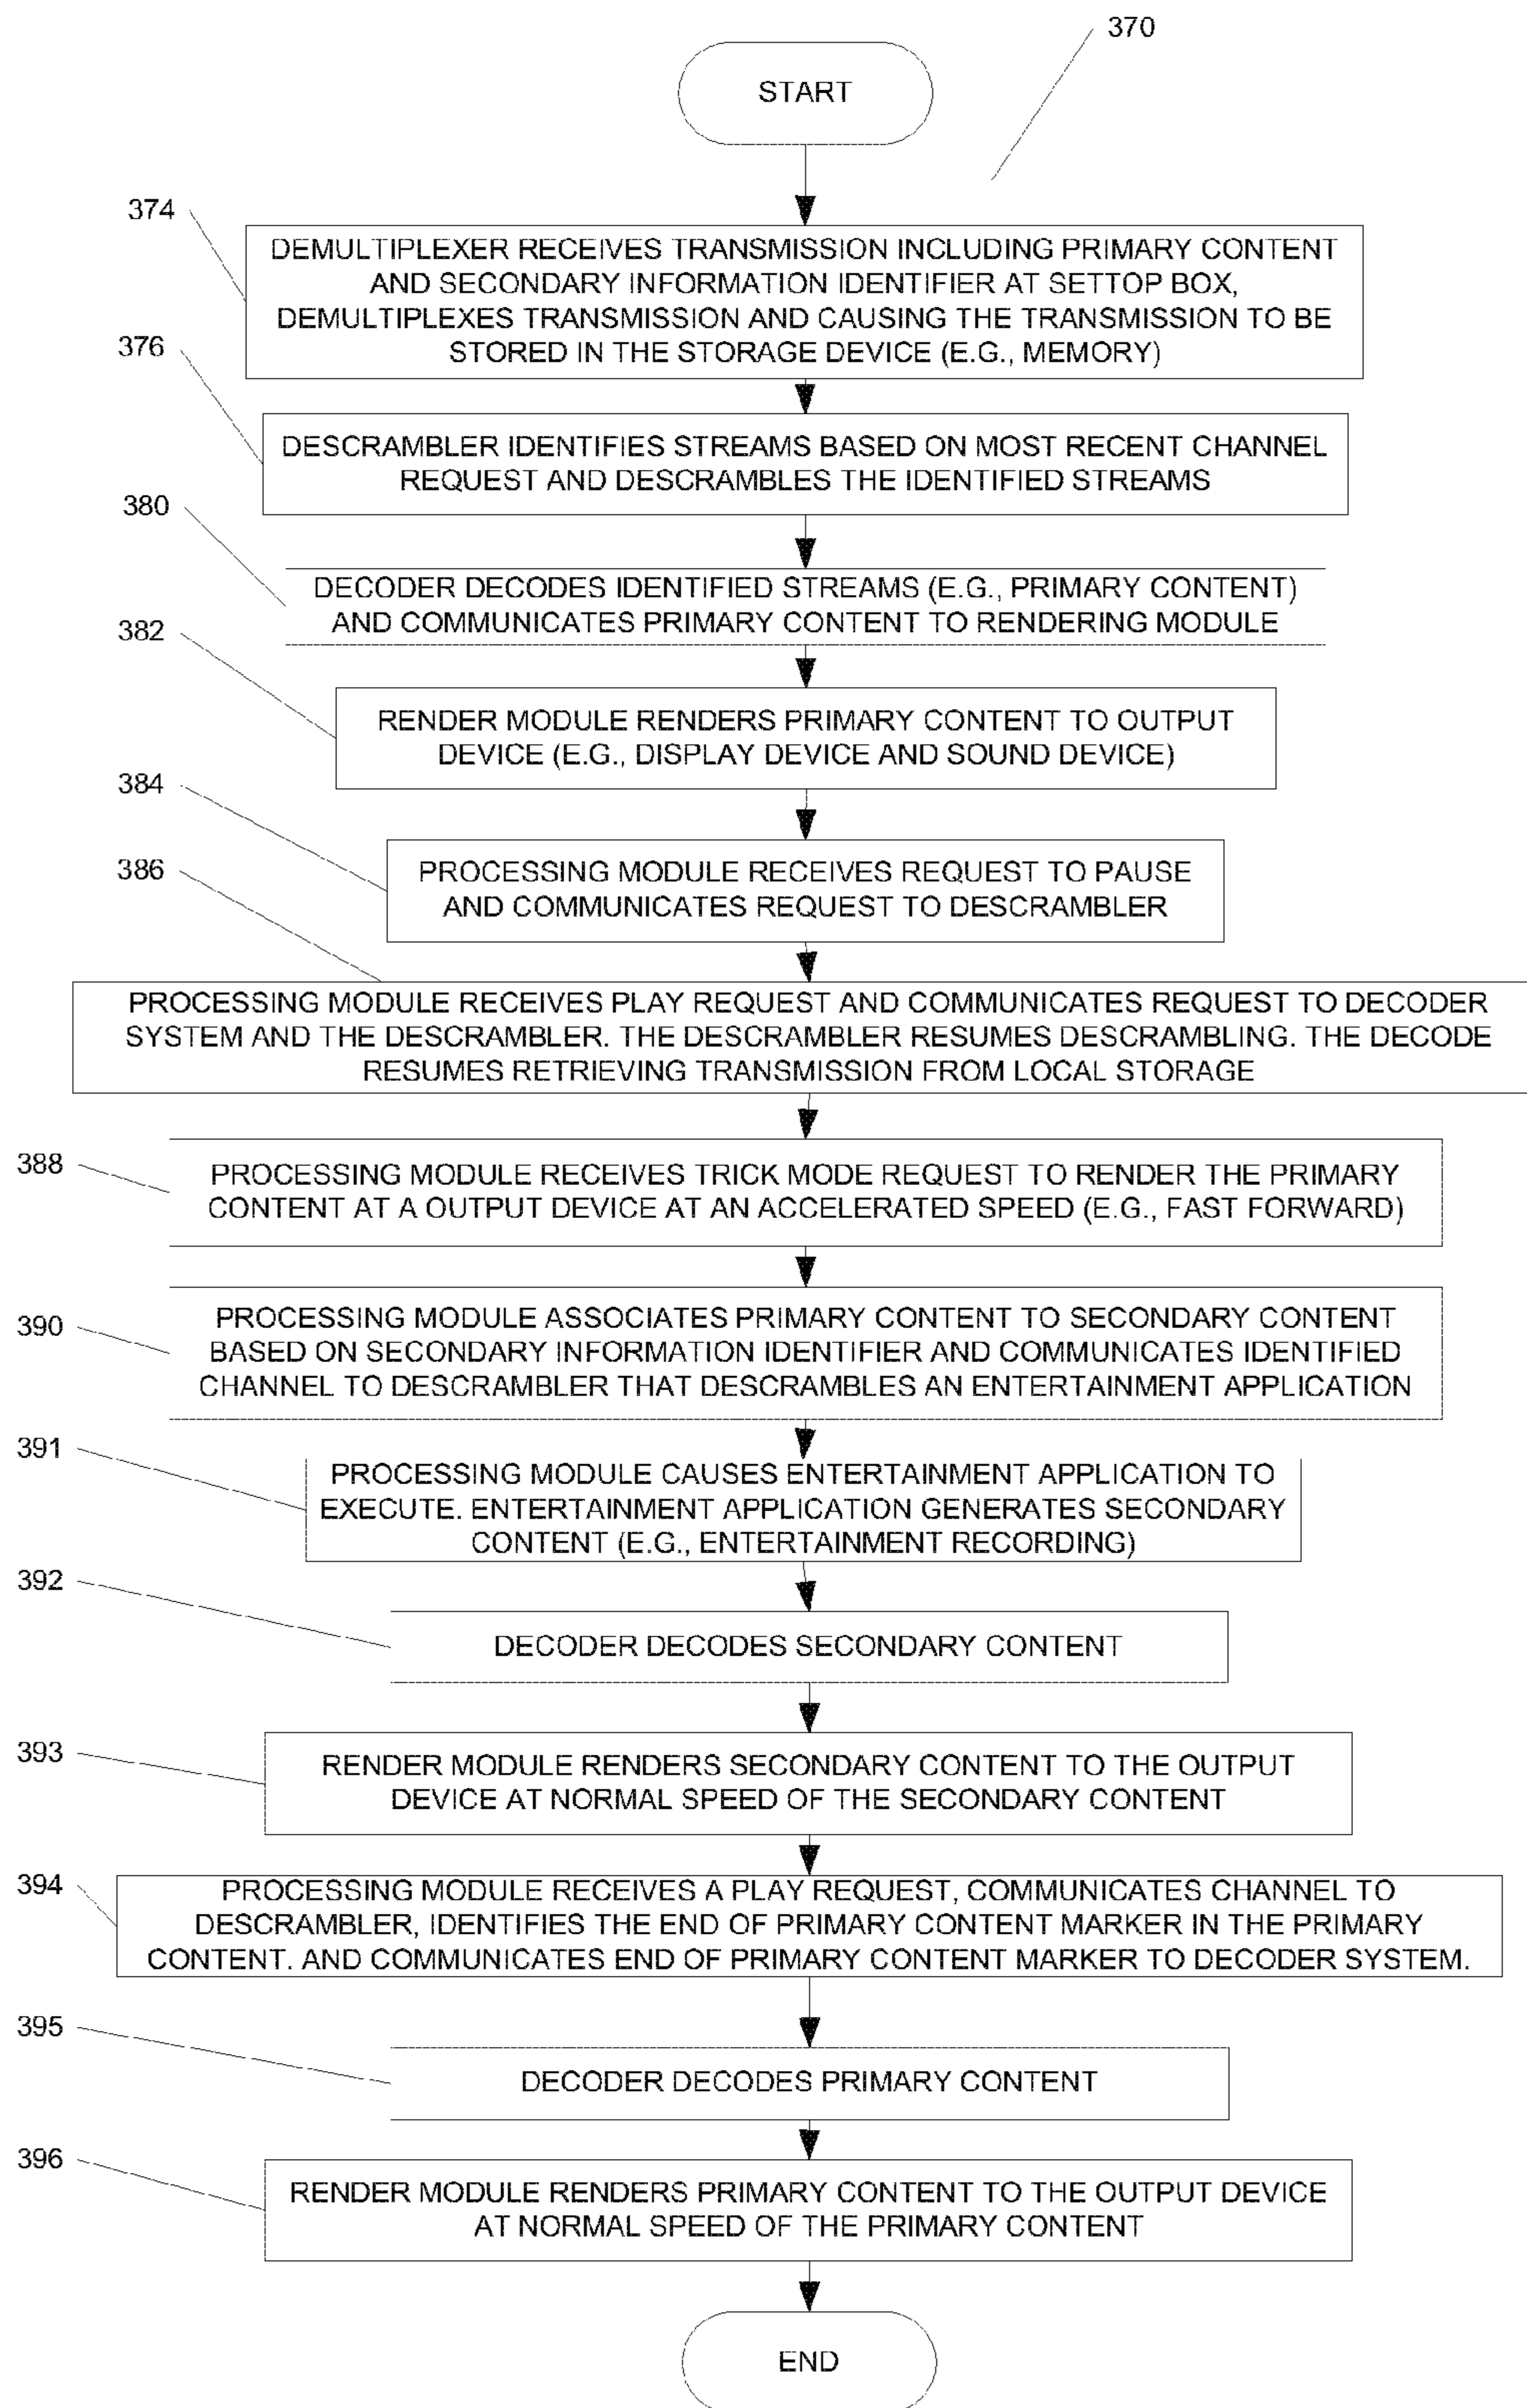 370
START
374
DEMULTIPLEXER RECEIVES TRANSMISSION INCLUDING PRIMARY CONTENT
AND SECONDARY INFORMATION IDENTIFIER AT SETTOP BOX,
DEMULTIPLEXES TRANSMISSION AND CAUSING THE TRANSMISSION TO BE
STORED IN THE STORAGE DEVICE (E.G., MEMORY)
376
DESCRAMBLER IDENTIFIES STREAMS BASED ON MOST RECENT CHANNEL
REQUEST AND DESCRAMBLES THE IDENTIFIED STREAMS
380
DECODER DECODES IDENTIFIED STREAMS (E.G., PRIMARY CONTENT)
AND COMMUNICATES PRIMARY CONTENT TO RENDERING MODULE
382
RENDER MODULE RENDERS PRIMARY CONTENT TO OUTPUT
DEVICE (E.G., DISPLAY DEVICE AND SOUND DEVICE)
384
PROCESSING MODULE RECEIVES REQUEST TO PAUSE
AND COMMUNICATES REQUEST TO DESCRAMBLER
386
PROCESSING MODULE RECEIVES PLAY REQUEST AND COMMUNICATES REQUEST TO DECODER
SYSTEM AND THE DESCRAMBLER. THE DESCRAMBLER RESUMES DESCRAMBLING. THE DECODE
RESUMES RETRIEVING TRANSMISSION FROM LOCAL STORAGE
388
PROCESSING MODULE RECEIVES TRICK MODE REQUEST TO RENDER THE PRIMARY
CONTENT AT A OUTPUT DEVICE AT AN ACCELERATED SPEED (E.G., FAST FORWARD)
390
PROCESSING MODULE ASSOCIATES PRIMARY CONTENT TO SECONDARY CONTENT
BASED ON SECONDARY INFORMATION IDENTIFIER AND COMMUNICATES IDENTIFIED
CHANNEL TO DESCRAMBLER THAT DESCRAMBLES AN ENTERTAINMENT APPLICATION
391
PROCESSING MODULE CAUSES ENTERTAINMENT APPLICATION TO
EXECUTE. ENTERTAINMENT APPLICATION GENERATES SECONDARY
CONTENT (E.G., ENTERTAINMENT RECORDING)
392
DECODER DECODES SECONDARY CONTENT
393
RENDER MODULE RENDERS SECONDARY CONTENT TO THE OUTPUT
DEVICE AT NORMAL SPEED OF THE SECONDARY CONTENT
394
PROCESSING MODULE RECEIVES A PLAY REQUEST, COMMUNICATES CHANNEL TO
DESCRAMBLER, IDENTIFIES THE END OF PRIMARY CONTENT MARKER IN THE PRIMARY
CONTENT. AND COMMUNICATES END OF PRIMARY CONTENT MARKER TO DECODER SYSTEM.
395
DECODER DECODES PRIMARY CONTENT
396
RENDER MODULE RENDERS PRIMARY CONTENT TO THE OUTPUT DEVICE
AT NORMAL SPEED OF THE PRIMARY CONTENT
END